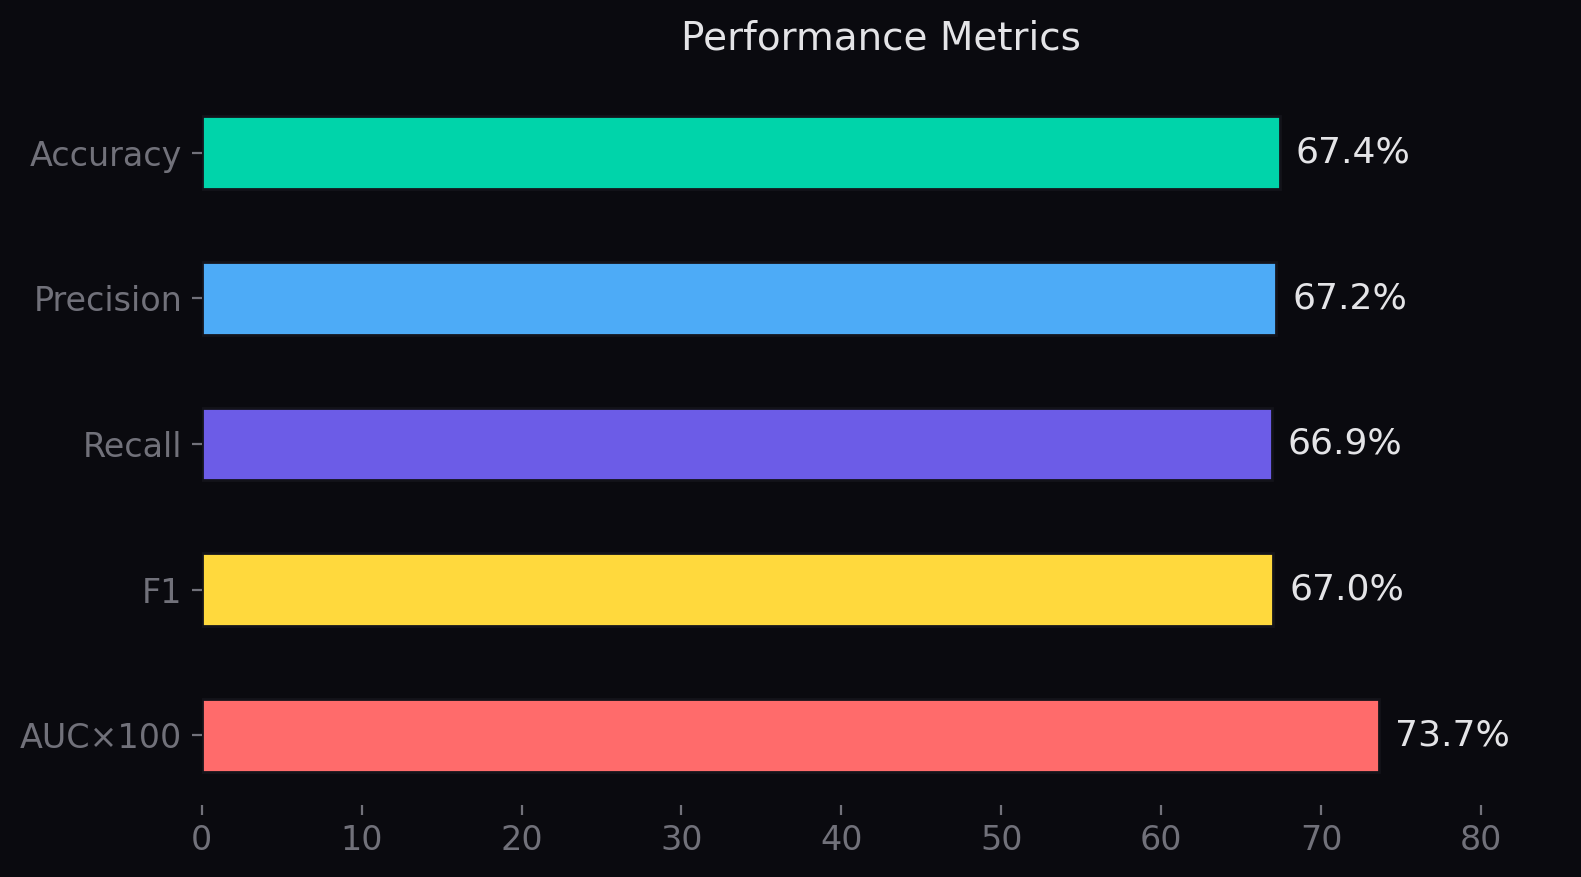 Performance Metrics
Accuracy 67.4%
Precision 67.2%
Recall 66.9%
F1 67.0%
AUC×100 73.7%
0 10 20 30 40 50 60 70 80